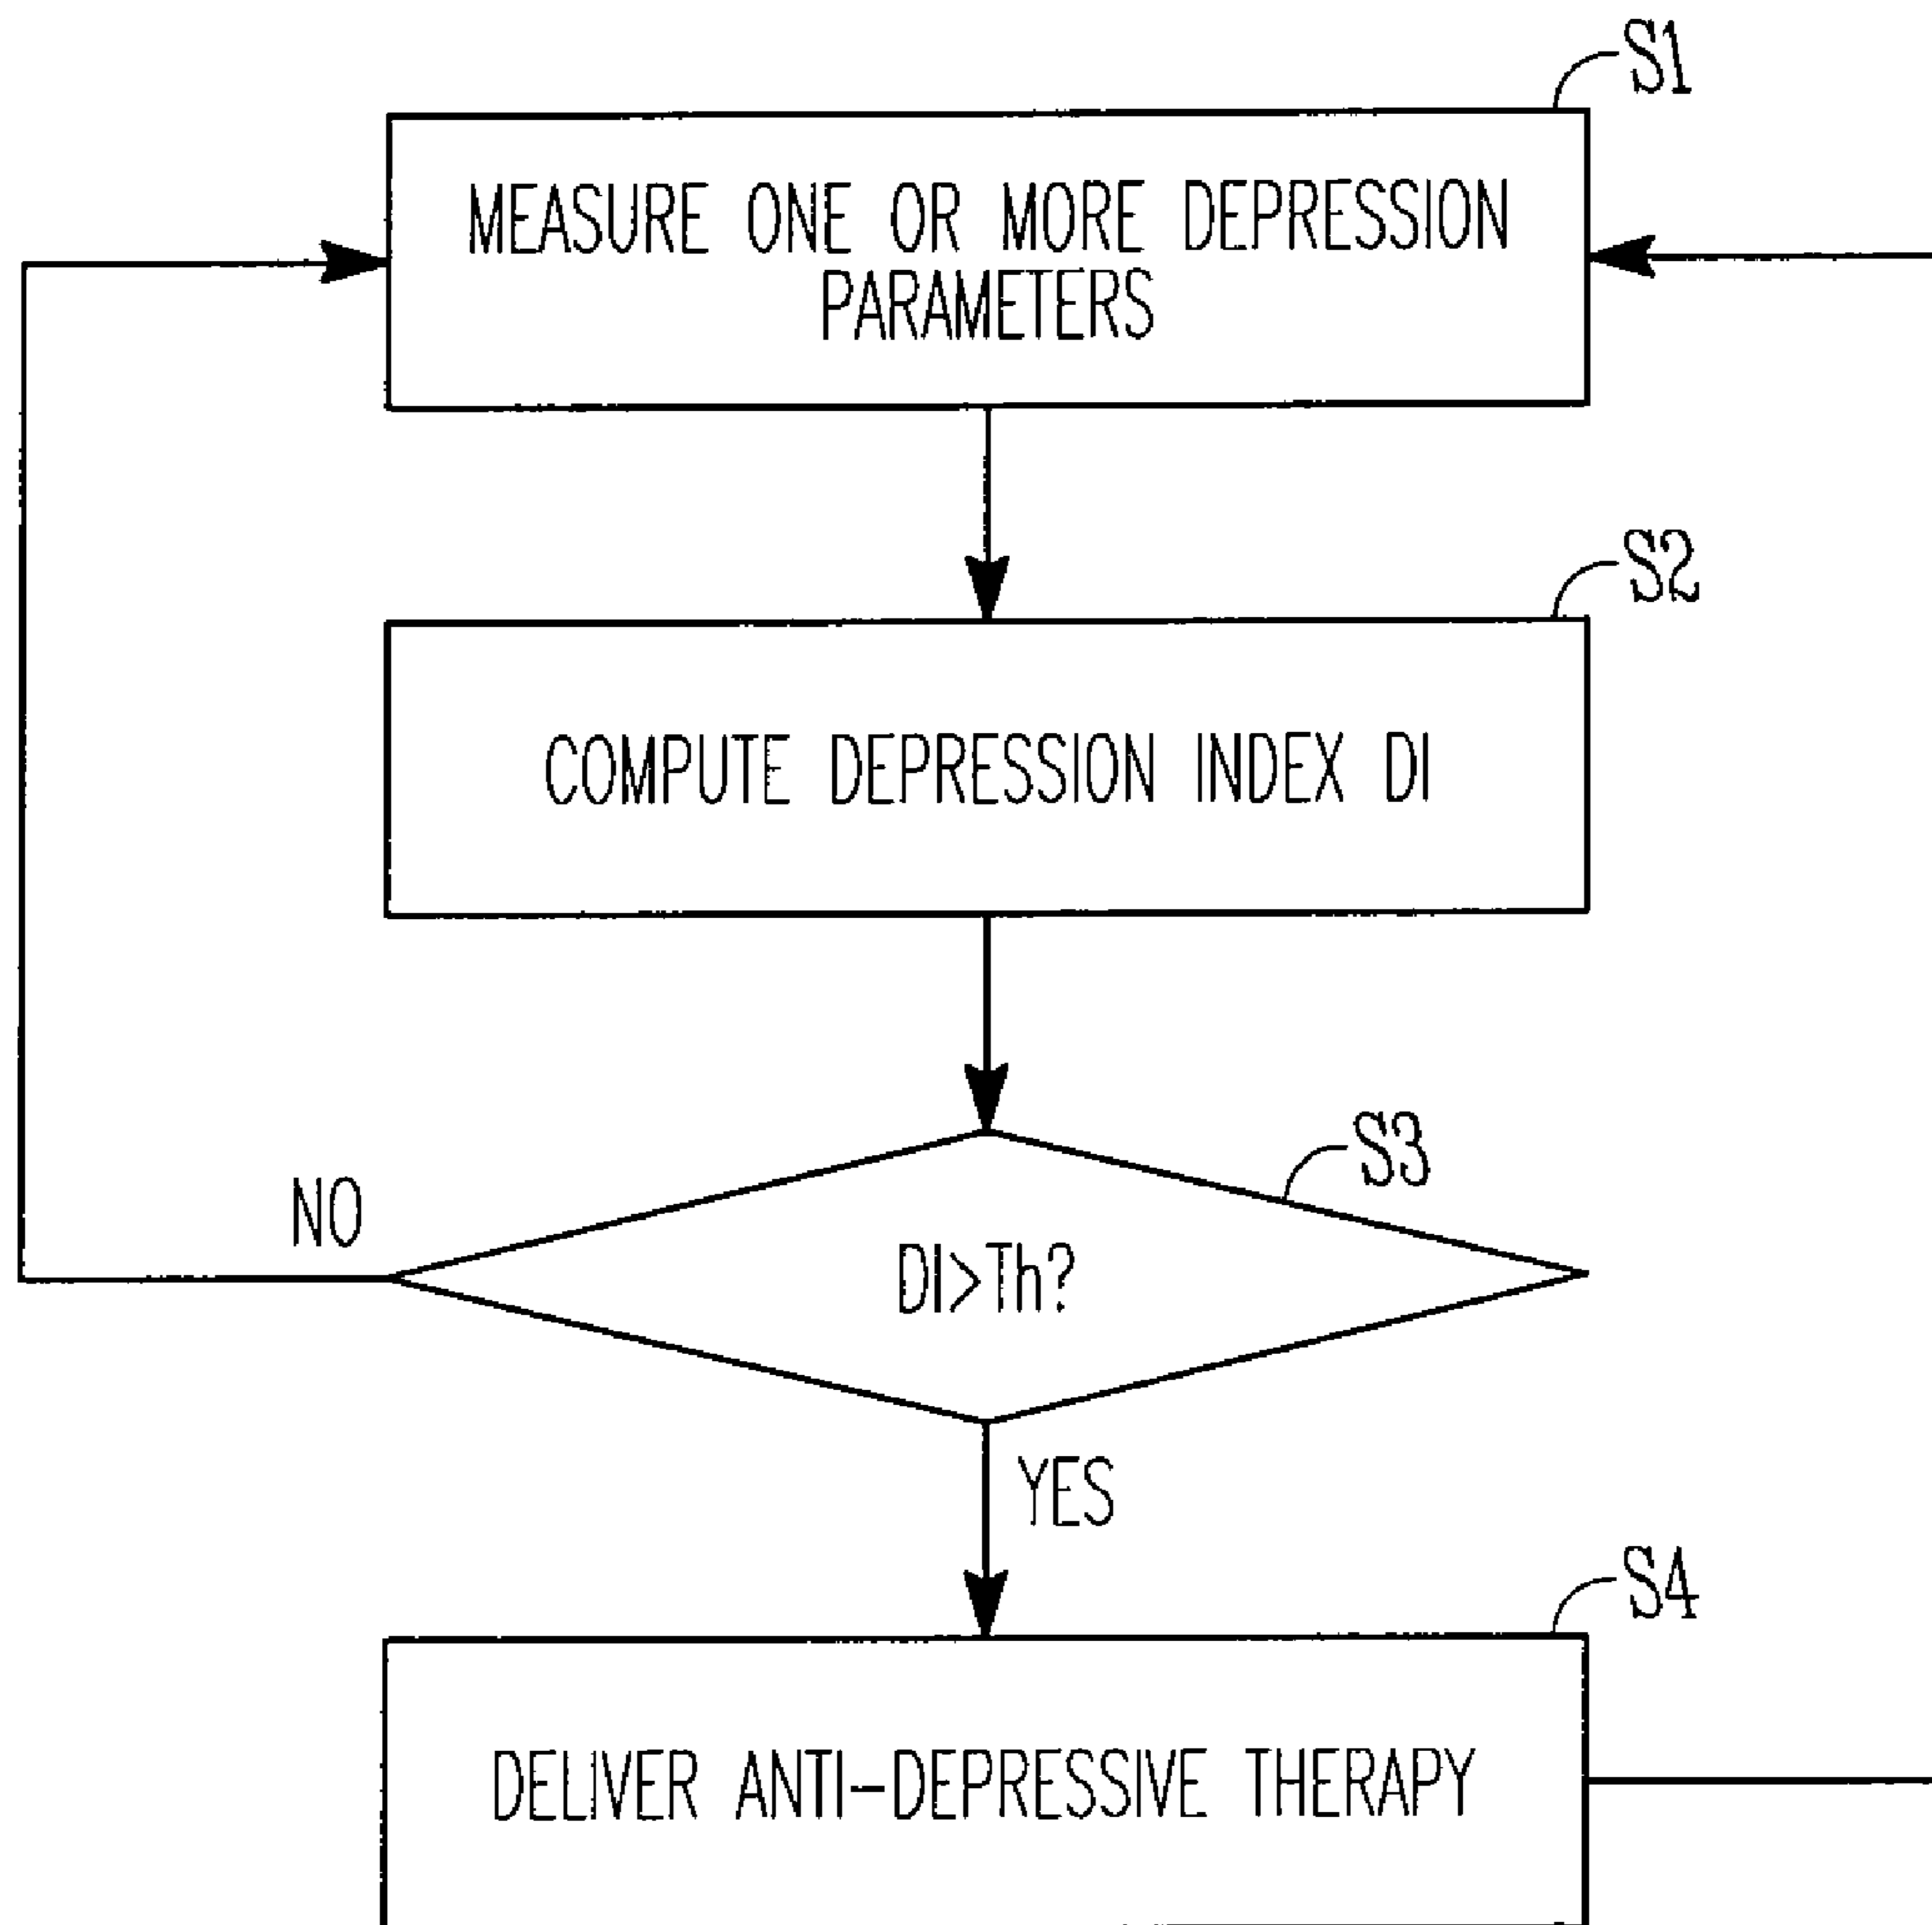 S1
MEASURE ONE OR MORE DEPRESSION
PARAMETERS
S2
COMPUTE DEPRESSION INDEX DI
S3
NO
DI>Th?
YES
S4
DELIVER ANTI-DEPRESSIVE THERAPY